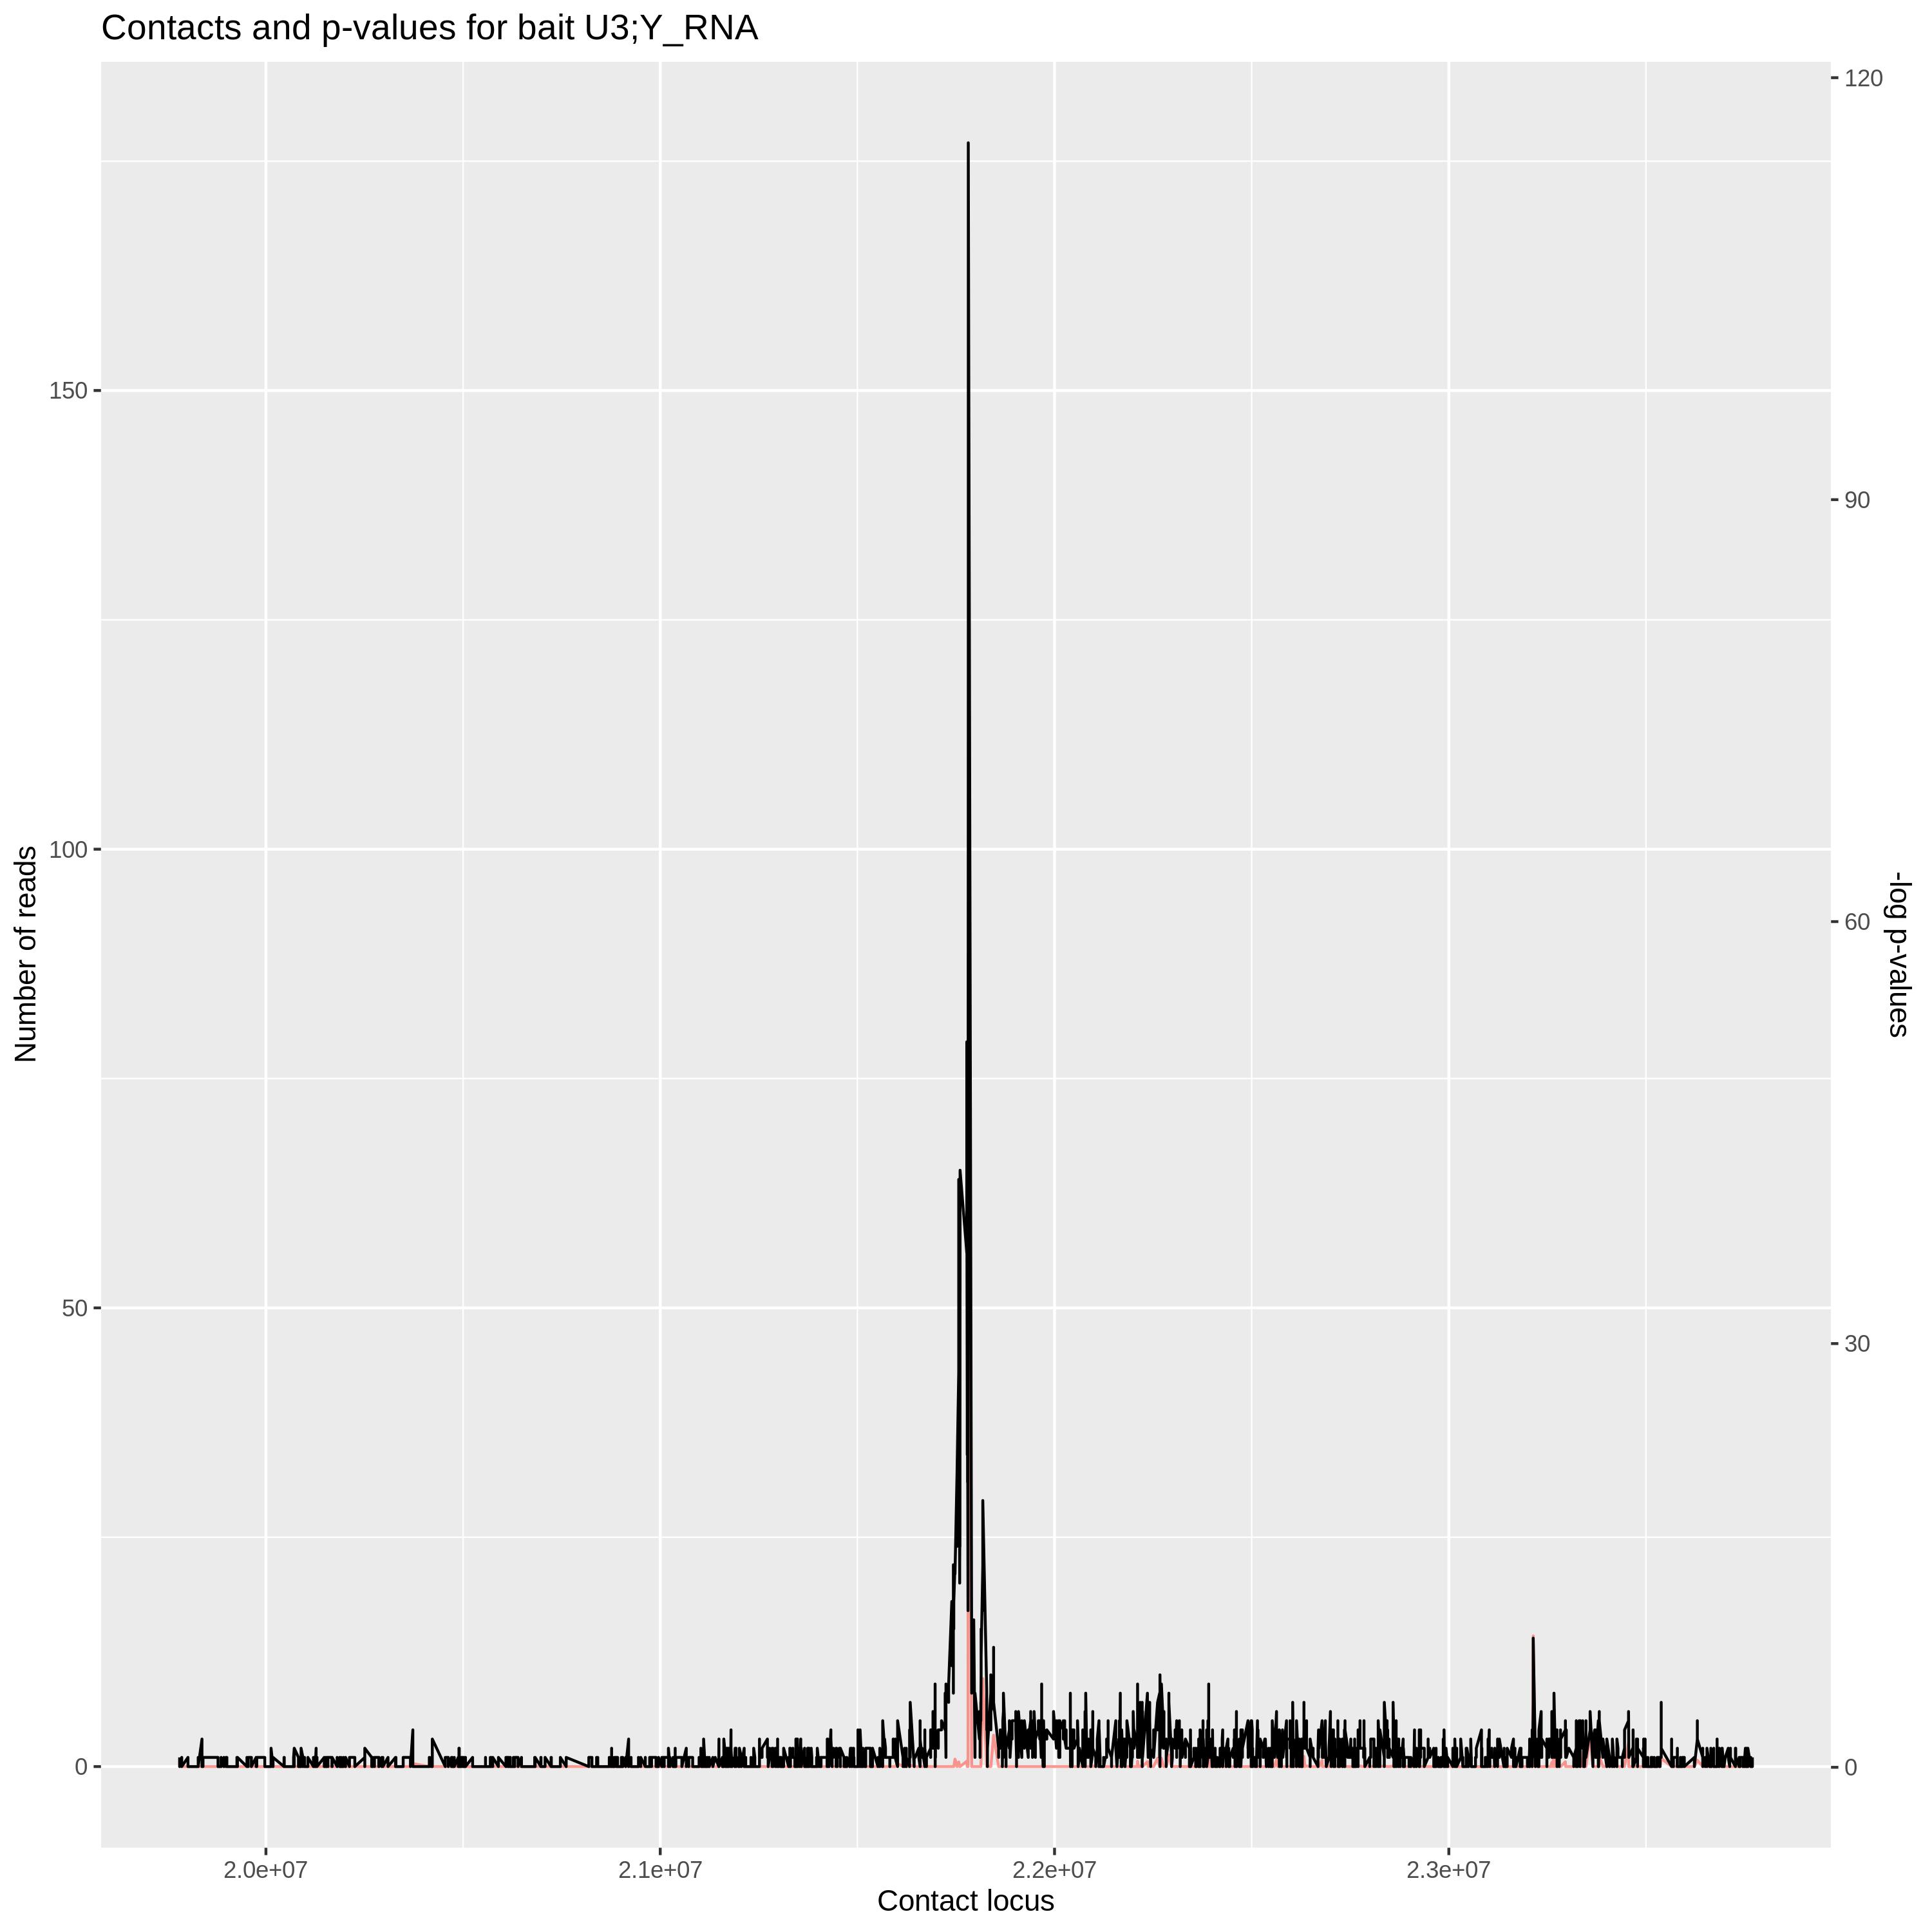 Contacts and p-values for bait U3;Y_RNA
120
150
90
100
60
50
30
0
0
Number of reads
-log p-values
2.0e+07
2.1e+07
2.2e+07
2.3e+07
Contact locus